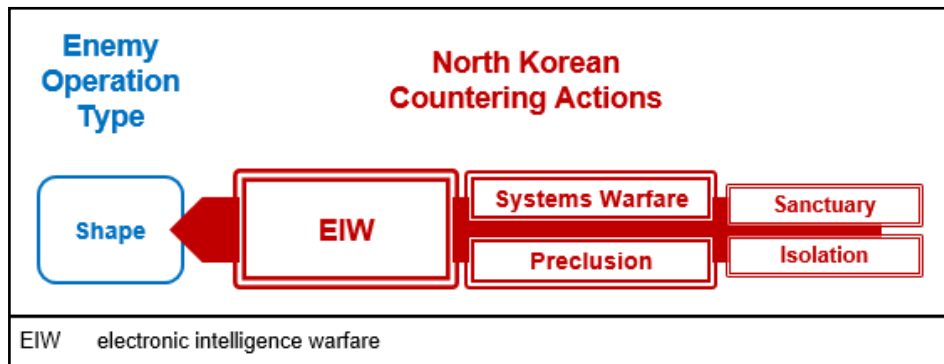 Enemy
Operation
Type
North Korean
Countering Actions
Shape
EIW
Systems Warfare
Preclusion
Sanctuary
Isolation
EIW electronic intelligence warfare